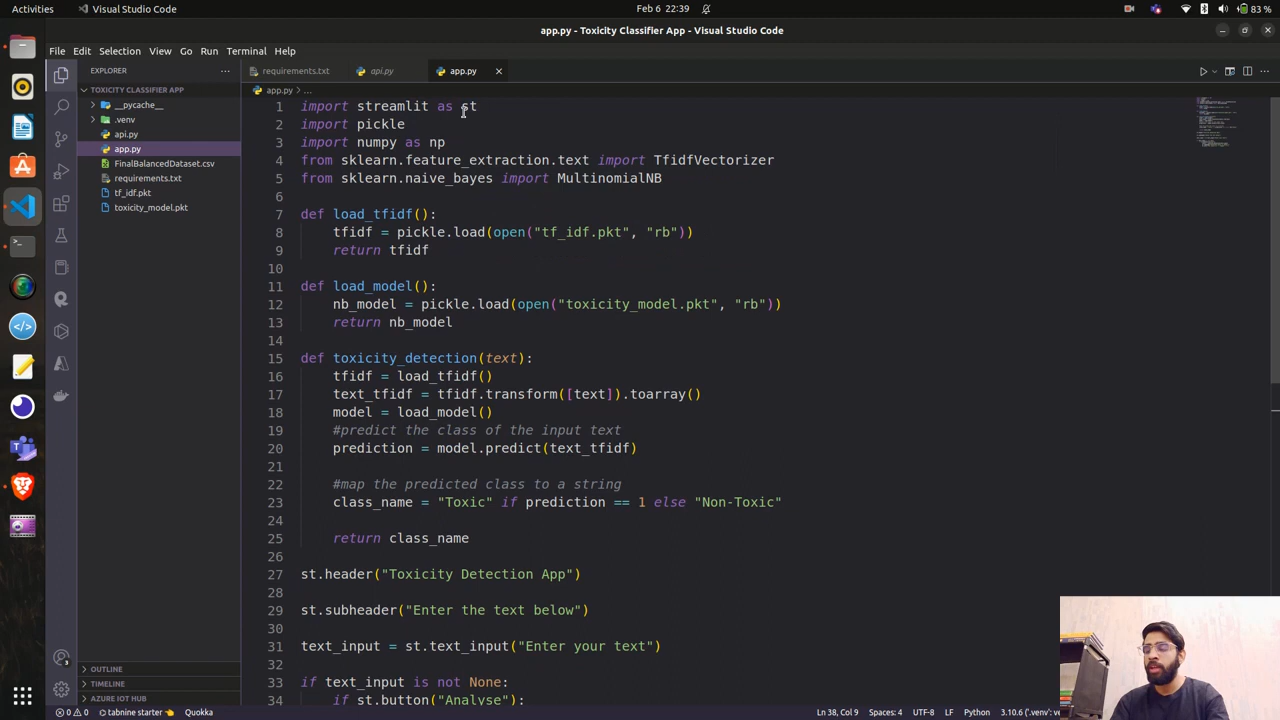 Activities
Visual Studio Code
Feb 6 22:39
83 %
app.py - Toxicity Classifier App - Visual Studio Code
File Edit Selection View Go Run Terminal Help
EXPLORER
requirements.txt
api.py
app.py
TOXICITY CLASSIFIER APP
__pycache__
.venv
api.py
app.py
FinalBalancedDataset.csv
requirements.txt
tf_idf.pkt
toxicity_model.pkt
OUTLINE
TIMELINE
AZURE IOT HUB
app.py > ...
1 import streamlit as st
2 import pickle
3 import numpy as np
4 from sklearn.feature_extraction.text import TfidfVectorizer
5 from sklearn.naive_bayes import MultinomialNB
6
7 def load_tfidf():
8 tfidf = pickle.load(open("tf_idf.pkt", "rb"))
9 return tfidf
10
11 def load_model():
12 nb_model = pickle.load(open("toxicity_model.pkt", "rb"))
13 return nb_model
14
15 def toxicity_detection(text):
16 tfidf = load_tfidf()
17 text_tfidf = tfidf.transform([text]).toarray()
18 model = load_model()
19 #predict the class of the input text
20 prediction = model.predict(text_tfidf)
21
22 #map the predicted class to a string
23 class_name = "Toxic" if prediction == 1 else "Non-Toxic"
24
25 return class_name
26
27 st.header("Toxicity Detection App")
28
29 st.subheader("Enter the text below")
30
31 text_input = st.text_input("Enter your text")
32
33 if text_input is not None:
34 if st.button("Analyse"):
0 0 tabnine starter Quokka
Ln 38, Col 9 Spaces: 4 UTF-8 LF Python 3.10.6 ('.venv': ve